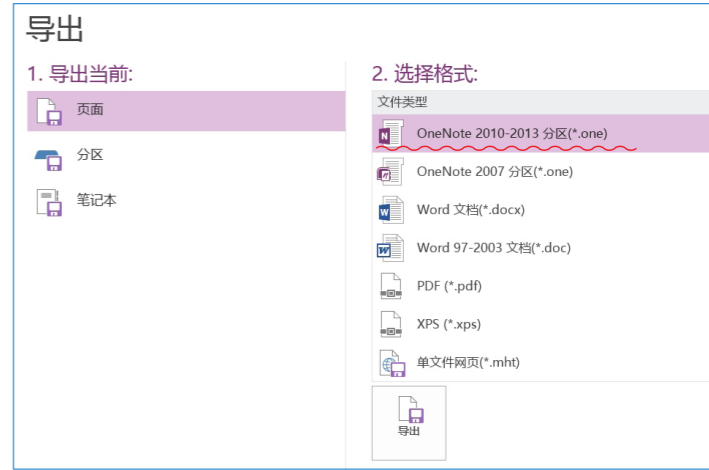 导出
1. 导出当前:
页面
分区
笔记本
2. 选择格式:
文件类型
OneNote 2010-2013 分区(*.one)
OneNote 2007 分区(*.one)
Word 文档(*.docx)
Word 97-2003 文档(*.doc)
PDF (*.pdf)
XPS (*.xps)
单文件网页(*.mht)
导出